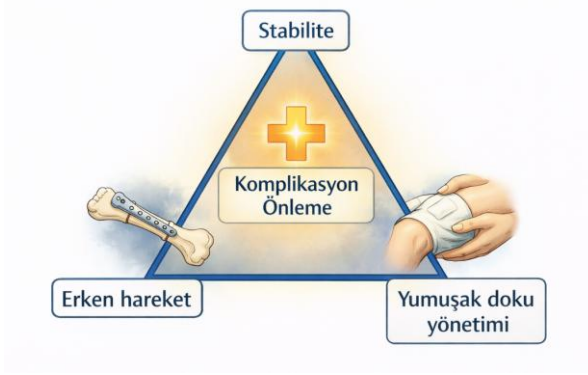 Stabilite
Komplikasyon
Önleme
Erken hareket
Yumuşak doku
yönetimi